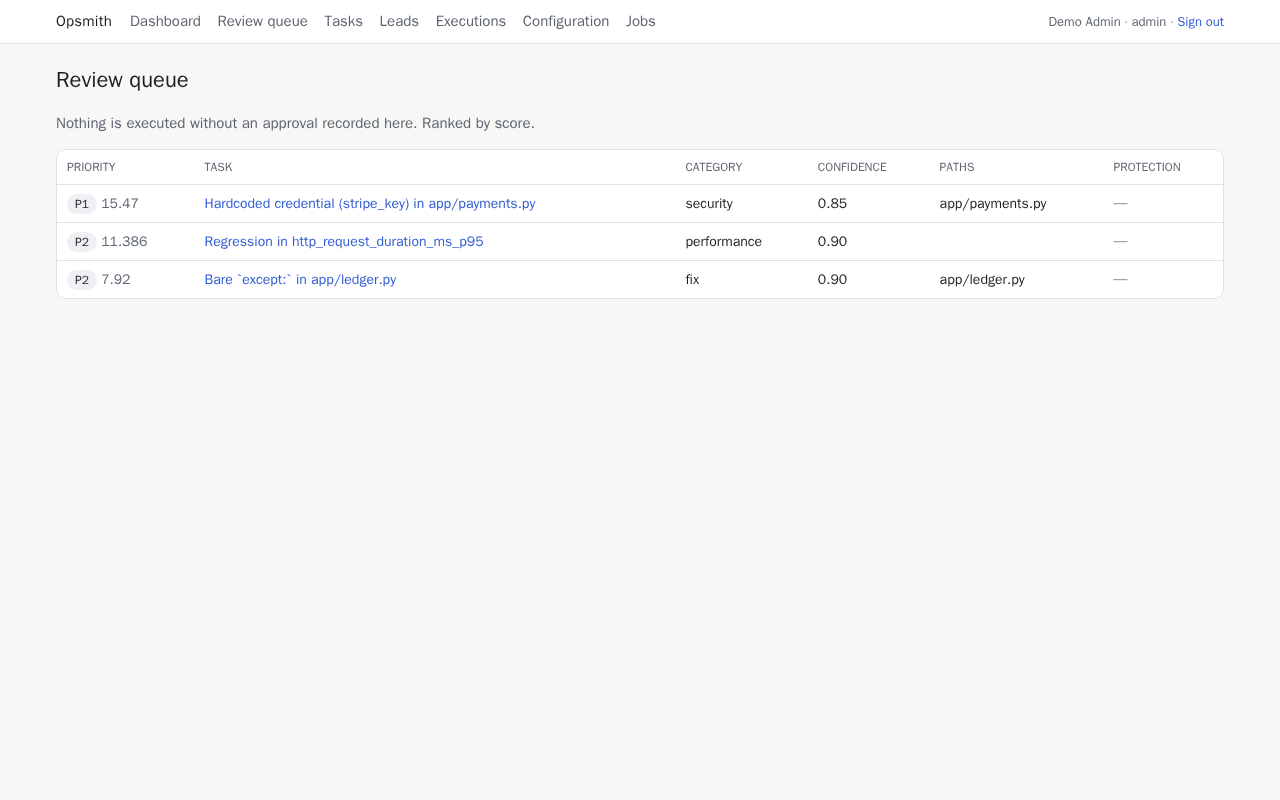 Opsmith Dashboard Review queue Tasks Leads Executions Configuration Jobs Demo Admin · admin · Sign out
Review queue
Nothing is executed without an approval recorded here. Ranked by score.
PRIORITY TASK CATEGORY CONFIDENCE PATHS PROTECTION
P1 15.47 Hardcoded credential (stripe_key) in app/payments.py security 0.85 app/payments.py —
P2 11.386 Regression in http_request_duration_ms_p95 performance 0.90 —
P2 7.92 Bare `except:` in app/ledger.py fix 0.90 app/ledger.py —